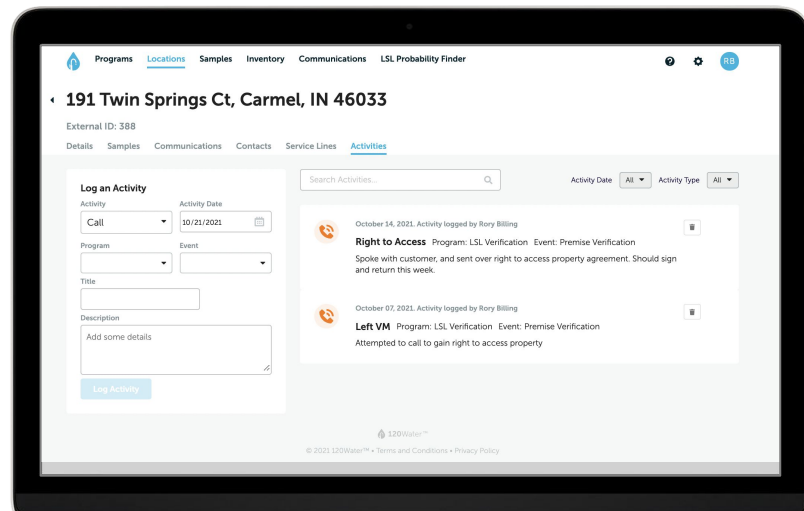 Programs Locations Samples Inventory Communications LSL Probability Finder RB
191 Twin Springs Ct, Carmel, IN 46033
External ID: 388
Details Samples Communications Contacts Service Lines Activities
Log an Activity
Activity Activity Date
Call 10/21/2021
Program Event
Title
Description
Add some details
Log Activity
Search Activities... Activity Date All Activity Type All
October 14, 2021. Activity logged by Rory Billing
Right to Access Program: LSL Verification Event: Premise Verification
Spoke with customer, and sent over right to access property agreement. Should sign
and return this week.
October 07, 2021. Activity logged by Rory Billing
Left VM Program: LSL Verification Event: Premise Verification
Attempted to call to gain right to access property
120Water™
© 2021 120Water™ • Terms and Conditions • Privacy Policy